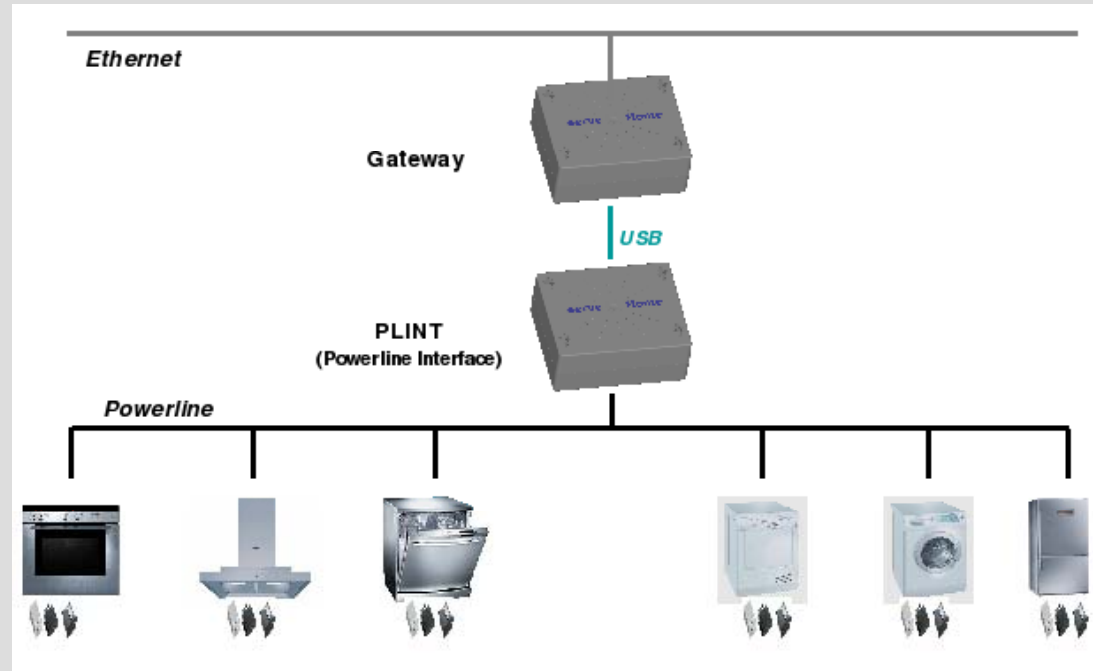 Ethernet
Gateway
USB
PLINT
(Powerline Interface)
Powerline